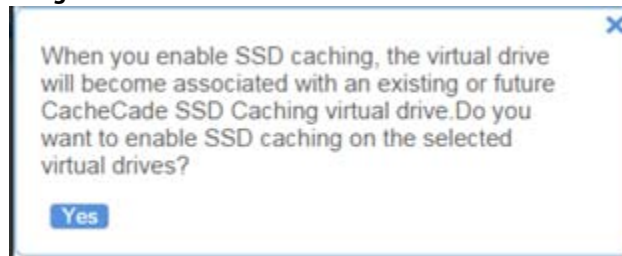 When you enable SSD caching, the virtual drive
will become associated with an existing or future
CacheCade SSD Caching virtual drive.Do you
want to enable SSD caching on the selected
virtual drives?
Yes